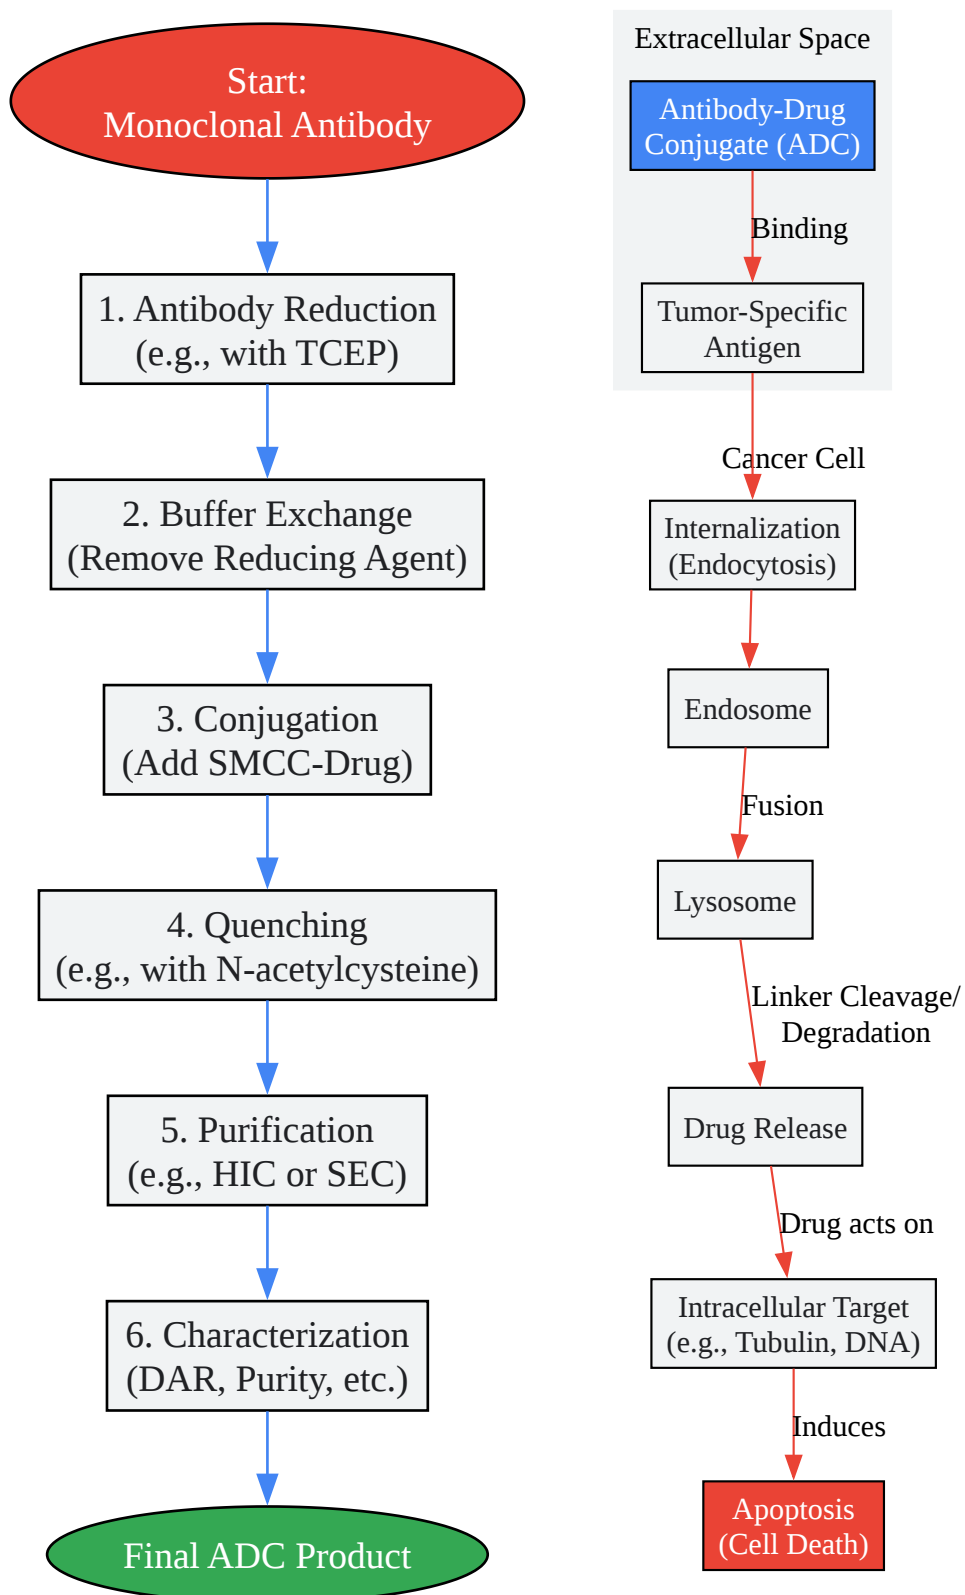 Start:
Monoclonal Antibody
1. Antibody Reduction
(e.g., with TCEP)
2. Buffer Exchange
(Remove Reducing Agent)
3. Conjugation
(Add SMCC-Drug)
4. Quenching
(e.g., with N-acetylcysteine)
5. Purification
(e.g., HIC or SEC)
6. Characterization
(DAR, Purity, etc.)
Final ADC Product
Extracellular Space
Antibody-Drug
Conjugate (ADC)
Binding
Tumor-Specific
Antigen
Cancer Cell
Internalization
(Endocytosis)
Endosome
Fusion
Lysosome
Linker Cleavage/
Degradation
Drug Release
Drug acts on
Intracellular Target
(e.g., Tubulin, DNA)
Induces
Apoptosis
(Cell Death)